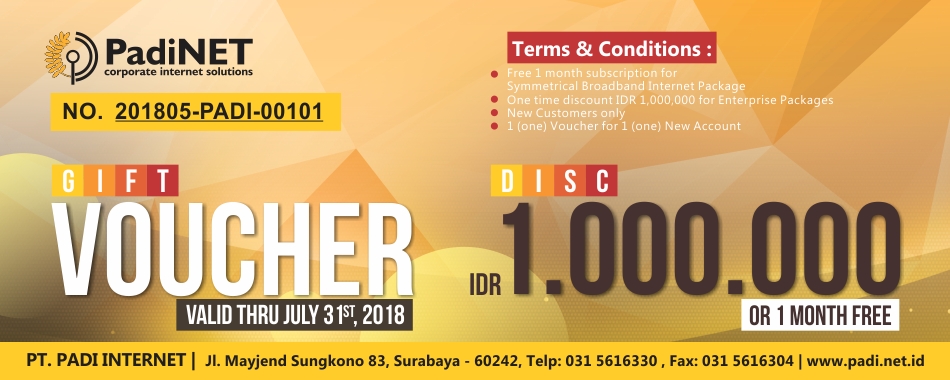 PadiNET
corporate internet solutions
NO. 201805-PADI-00101
GIFT
VOUCHER
VALID THRU JULY 31ST, 2018
Terms & Conditions :
Free 1 month subscription for
Symmetrical Broadband Internet Package
One time discount IDR 1,000,000 for Enterprise Packages
New Customers only
1 (one) Voucher for 1 (one) New Account
DISC
IDR 1.000.000
OR 1 MONTH FREE
PT. PADI INTERNET | Jl. Mayjend Sungkono 83, Surabaya - 60242, Telp: 031 5616330 , Fax: 031 5616304 | www.padi.net.id